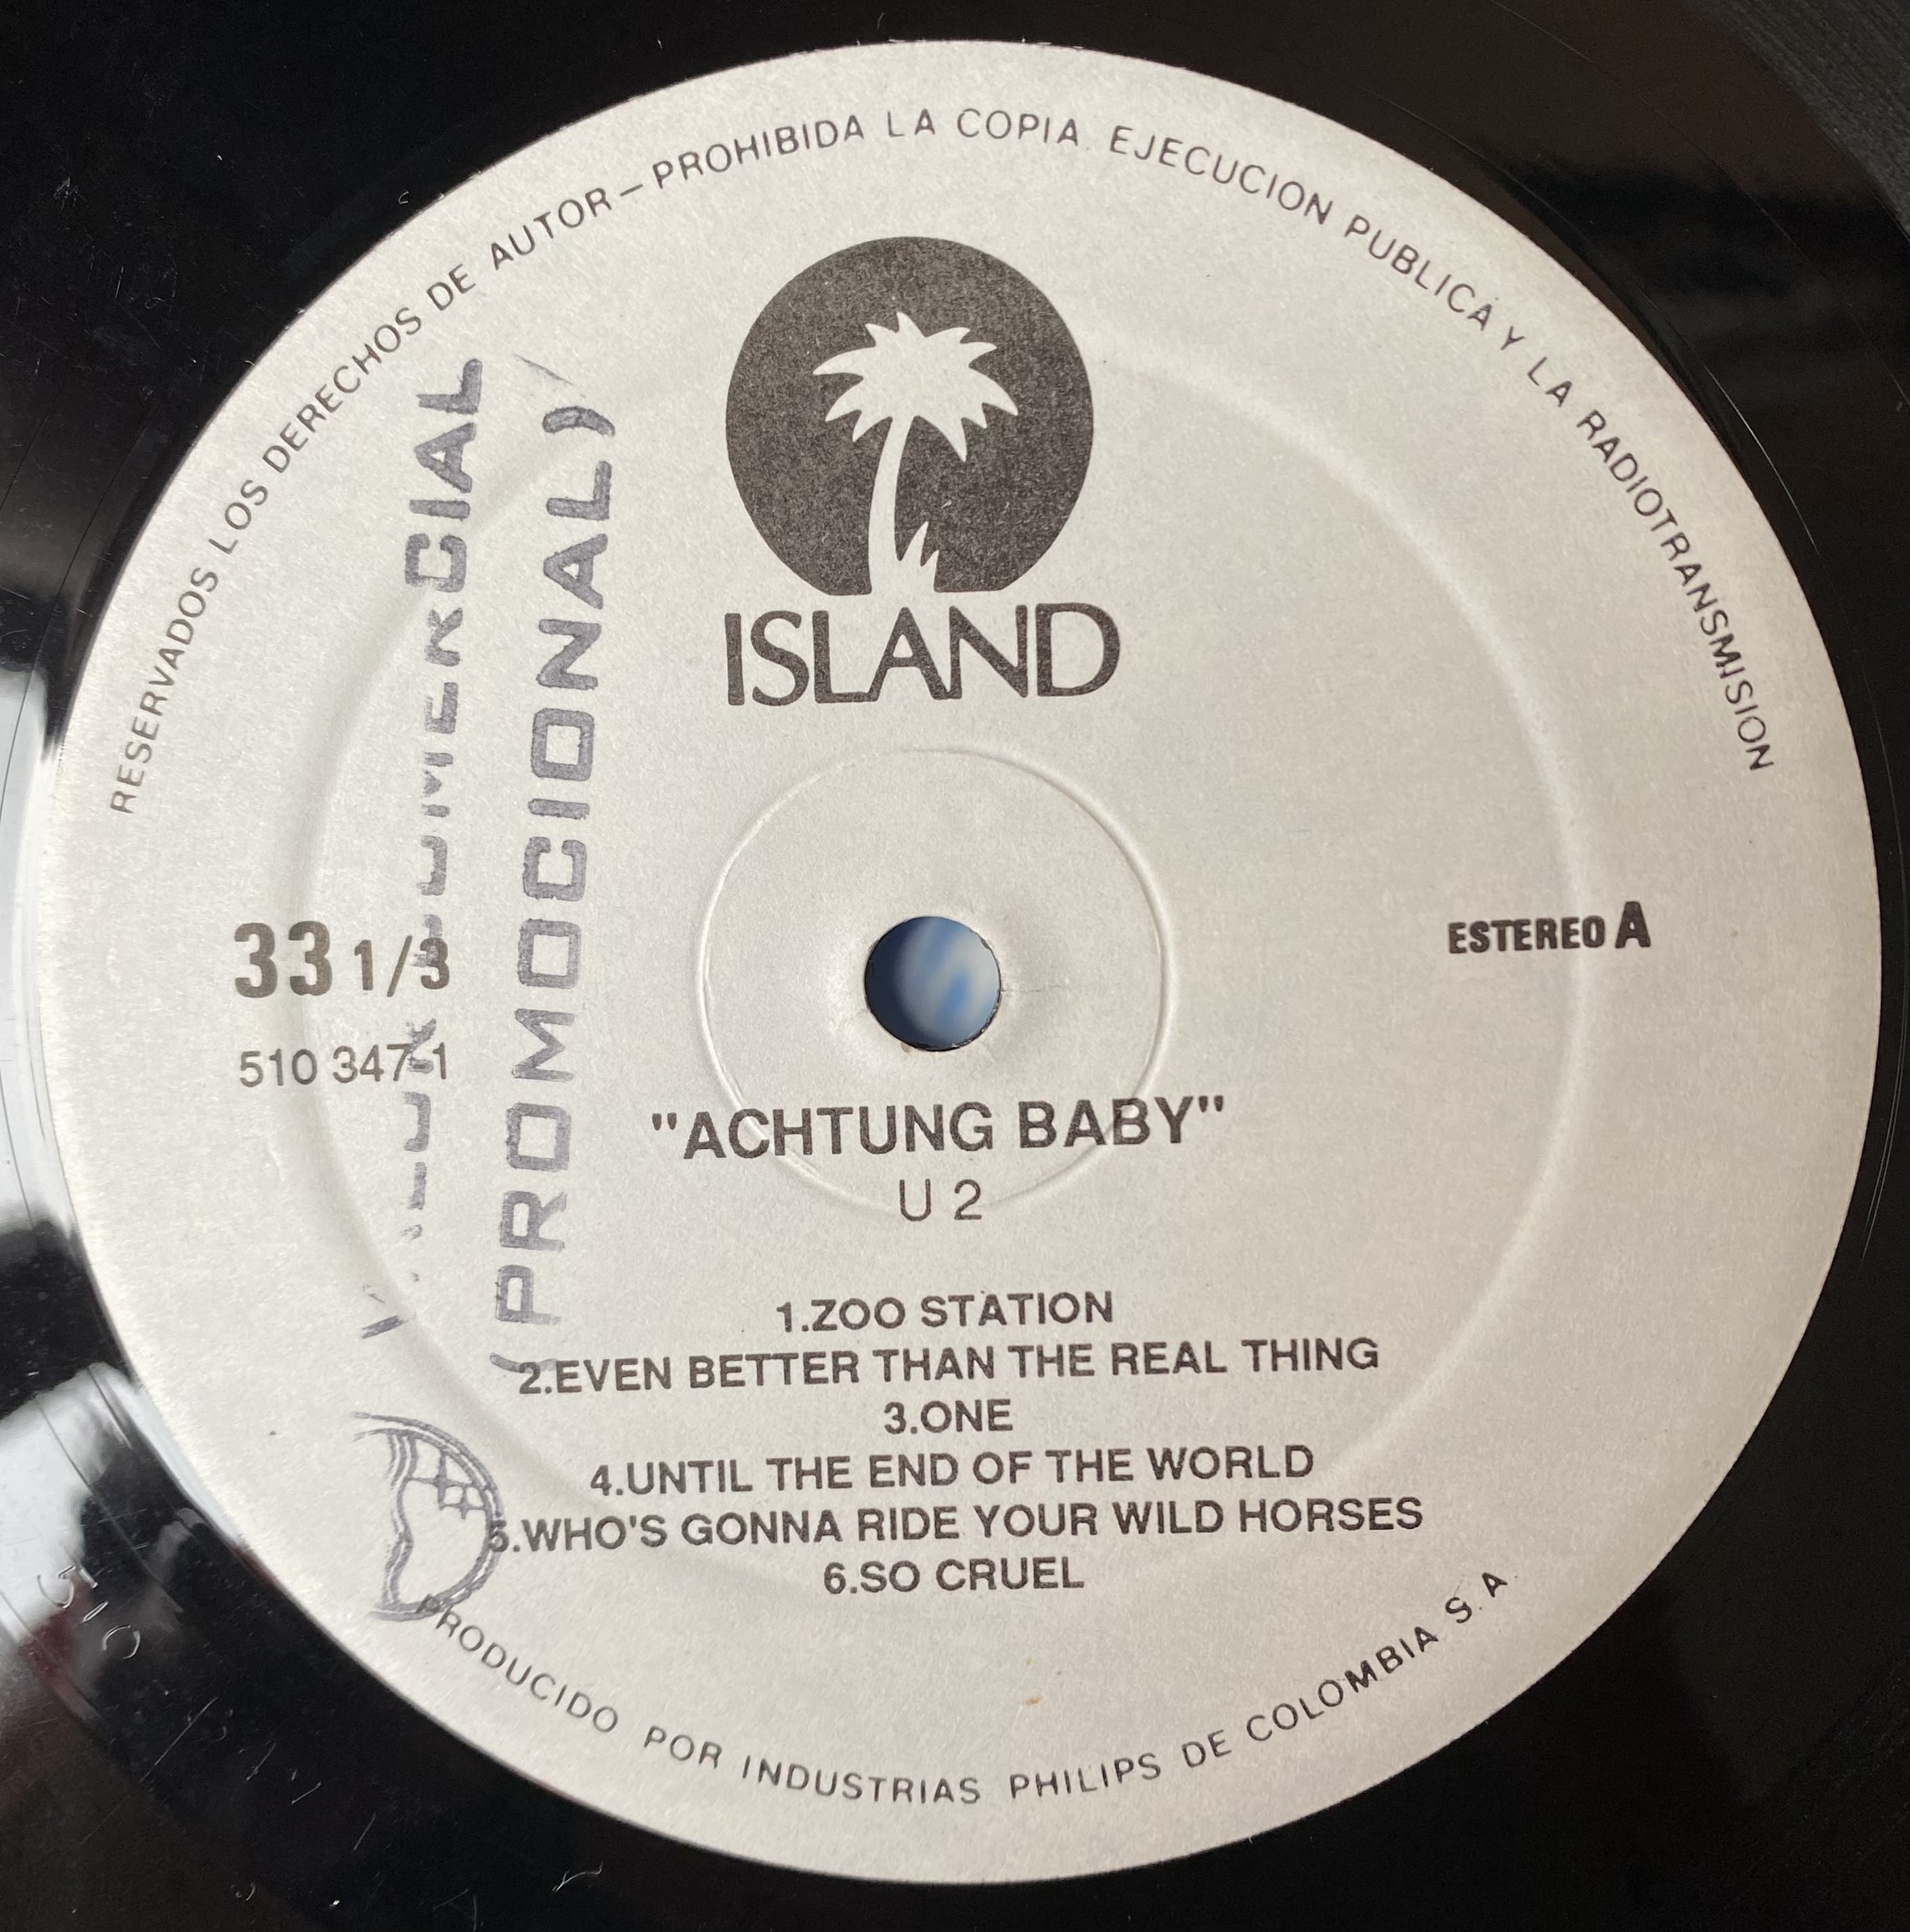 RESERVADOS LOS DERECHOS DE AUTOR – PROHIBIDA LA COPIA. EJECUCION PUBLICA Y LA RADIOTRANSMISION
ISLAND
VALOR COMERCIAL
(PROMOCIONAL)
33 1/3
510 347-1
ESTEREO A
"ACHTUNG BABY"
U 2
1.ZOO STATION
2.EVEN BETTER THAN THE REAL THING
3.ONE
4.UNTIL THE END OF THE WORLD
5.WHO'S GONNA RIDE YOUR WILD HORSES
6.SO CRUEL
PRODUCIDO POR INDUSTRIAS PHILIPS DE COLOMBIA S.A.